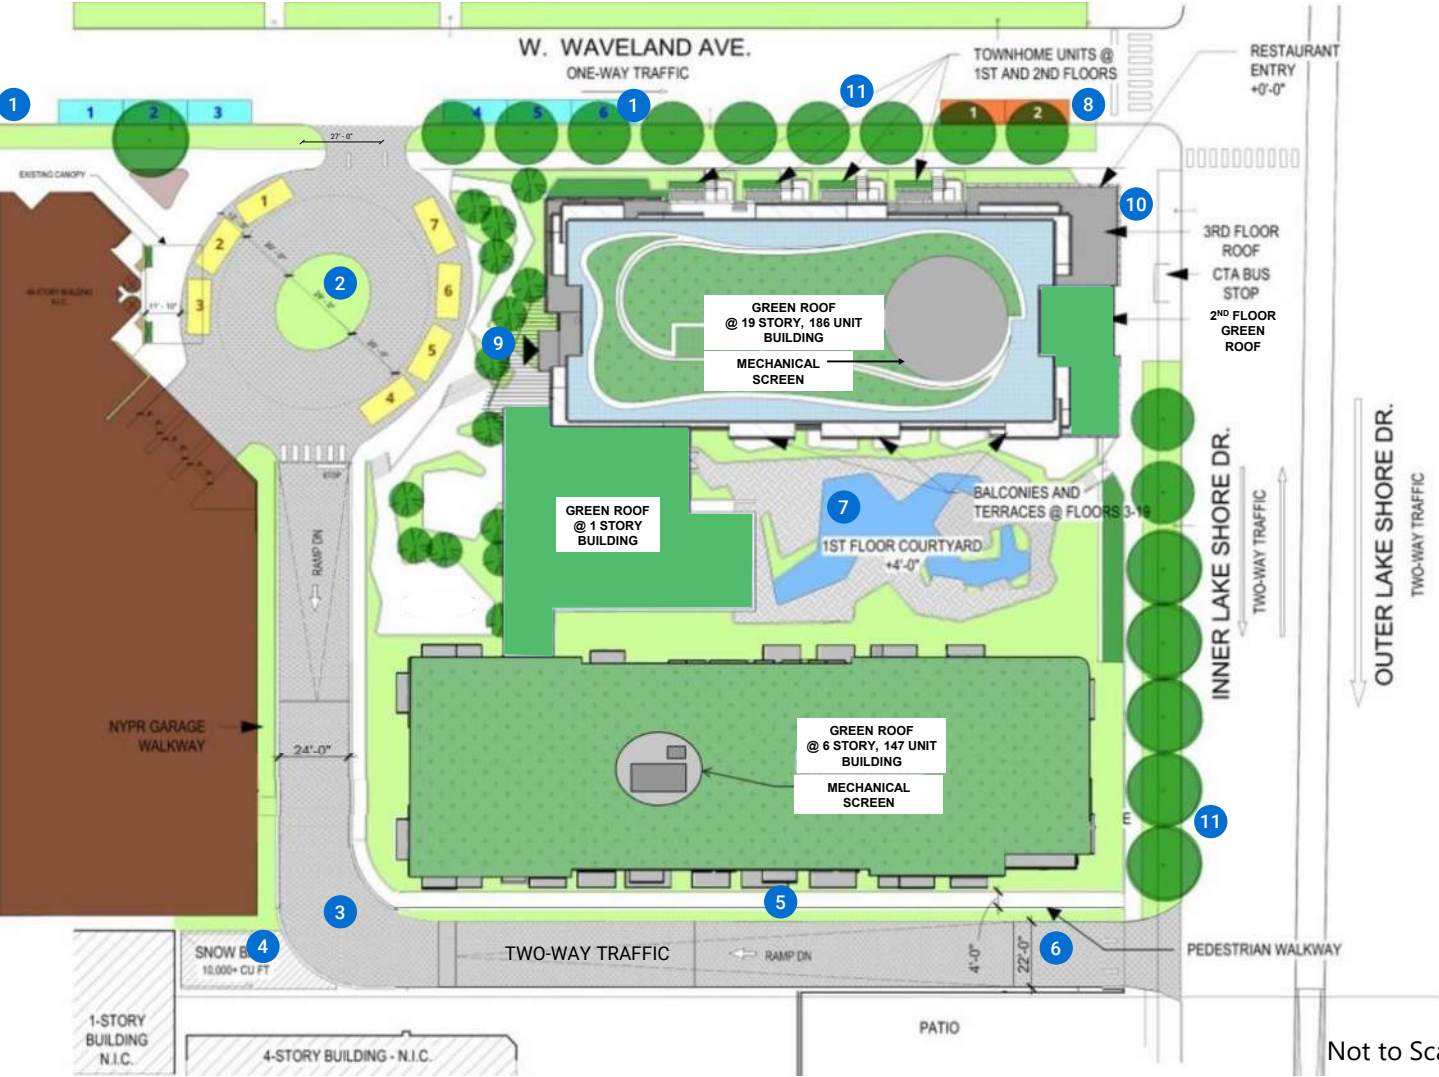 W. WAVELAND AVE.
ONE-WAY TRAFFIC
TOWNHOME UNITS @
1ST AND 2ND FLOORS
RESTAURANT
ENTRY
+0'-0"
1
1
2
3
4
5
6
1
11
1
2
8
27'-0"
EXISTING CANOPY
1
2
3
4
5
6
7
2
11'-10"
9
10
3RD FLOOR
ROOF
CTA BUS
STOP
2ND FLOOR
GREEN
ROOF
GREEN ROOF
@ 19 STORY, 186 UNIT
BUILDING
MECHANICAL
SCREEN
STOP
RAMP DN
GREEN ROOF
@ 1 STORY
BUILDING
7
BALCONIES AND
TERRACES @ FLOORS 3-19
1ST FLOOR COURTYARD
+4'-0"
INNER LAKE SHORE DR.
TWO-WAY TRAFFIC
OUTER LAKE SHORE DR.
TWO-WAY TRAFFIC
NYPR GARAGE
WALKWAY
24'-0"
GREEN ROOF
@ 6 STORY, 147 UNIT
BUILDING
MECHANICAL
SCREEN
E
11
3
5
4
SNOW
10,000+ CU FT
TWO-WAY TRAFFIC
RAMP DN
4'-0"
22'-0"
6
PEDESTRIAN WALKWAY
1-STORY
BUILDING
N.I.C.
4-STORY BUILDING - N.I.C.
PATIO
Not to Sca